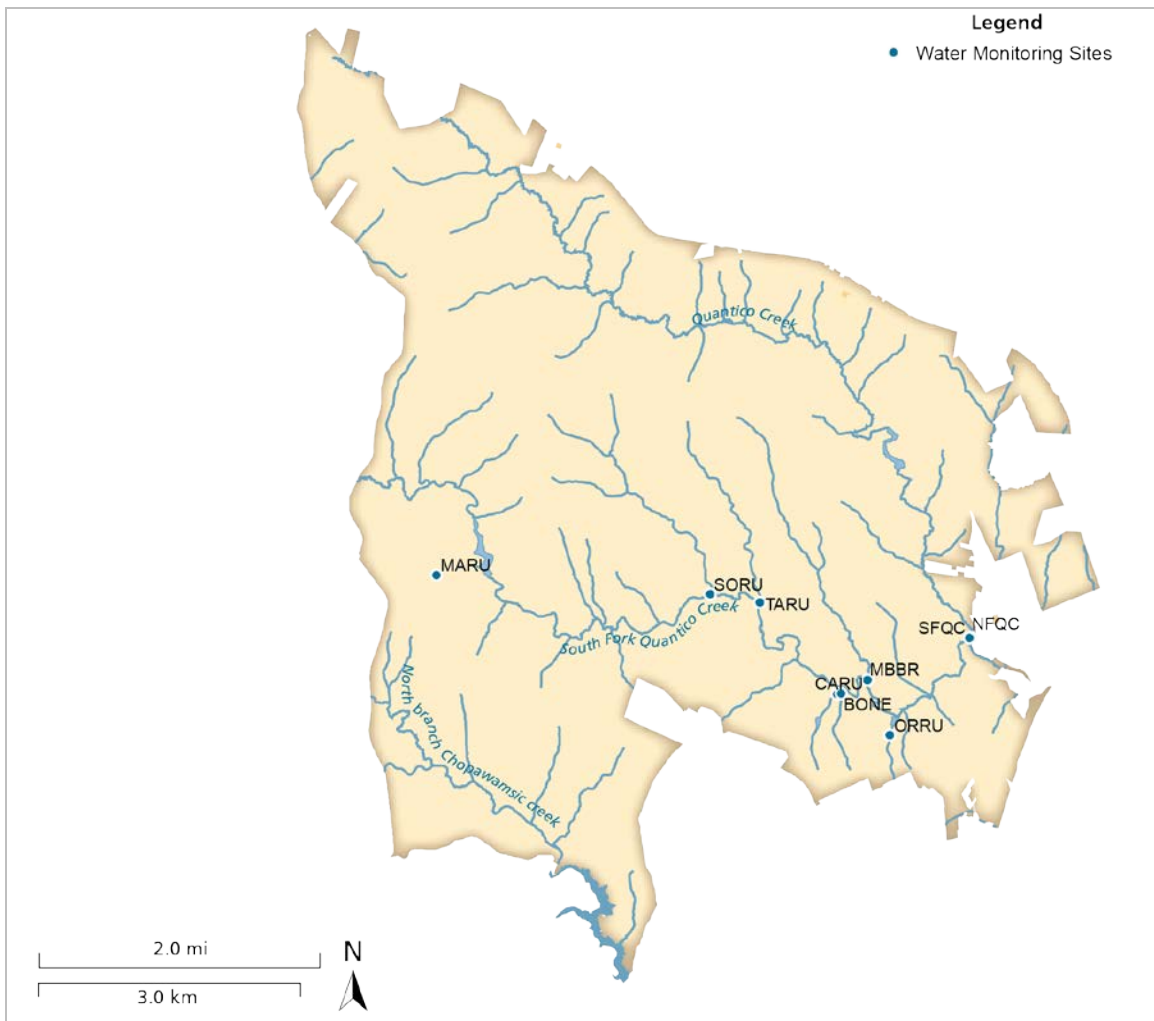 Legend
Water Monitoring Sites
Quantico Creek
MARU
SORU
TARU
South Fork Quantico Creek
SFQC
NFQC
MBBR
CARU
BONE
ORRU
North branch Chopawamsic creek
2.0 mi
N
3.0 km